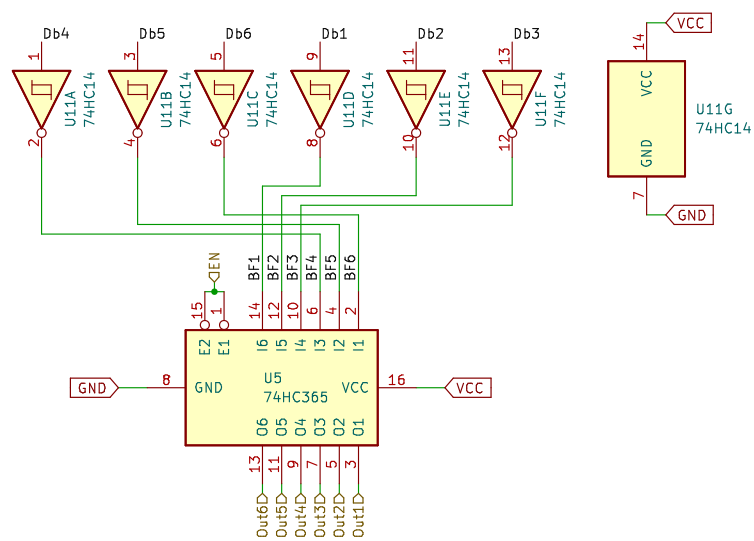 Db4 Db5 Db6 Db1 Db2 Db3 VCC
1 3 5 9 11 13 14
U11A 74HC14
U11B 74HC14
U11C 74HC14
U11D 74HC14
U11E 74HC14
U11F 74HC14
2 4 6 8 10 12
VCC
GND
U11G
74HC14
7
GND
EN
BF1 BF2 BF3 BF4 BF5 BF6
15 1 14 12 10 6 4 2
E2 E1 I6 I5 I4 I3 I2 I1
GND 8 GND
U5
74HC365
VCC 16 VCC
O6 O5 O4 O3 O2 O1
13 11 9 7 5 3
Out6 Out5 Out4 Out3 Out2 Out1